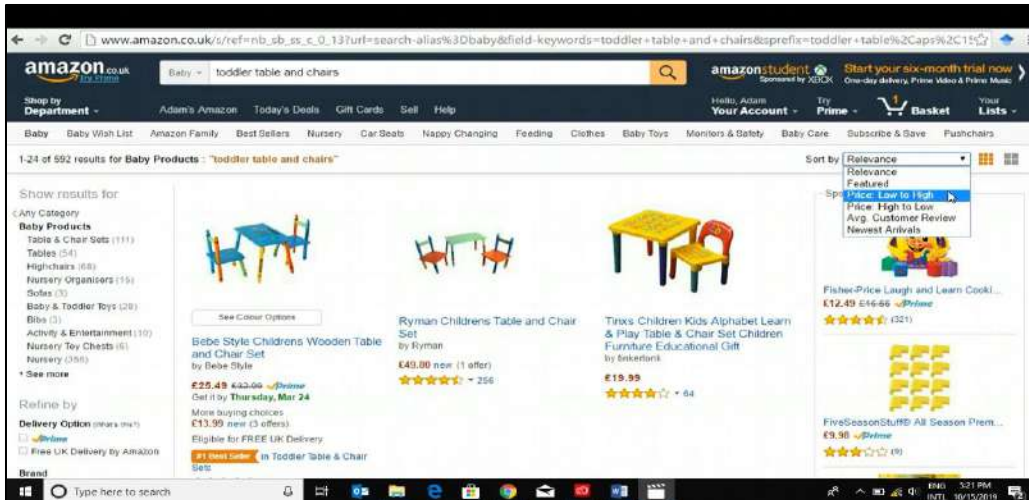 www.amazon.co.uk/s/ref=nb_sb_ss_c_0_13?url=search-alias%3Dbaby&field-keywords=toddler+table+and+chairs&sprefix=toddler+table%2Caps%2C
amazon.co.uk
Try Prime
Baby
toddler table and chairs
amazonstudent
Sponsored by XBOX
Start your six-month trial now
One-day delivery, Prime Video & Prime Music
Shop by
Department
Adam's Amazon Today's Deals Gift Cards Sell Help
Hello, Adam
Your Account
Try
Prime
1
Basket
Your
Lists
Baby Baby Wish List Amazon Family Best Sellers Nursery Car Seats Nappy Changing Feeding Clothes Baby Toys Monitors & Safety Baby Care Subscribe & Save Pushchairs
1-24 of 592 results for Baby Products : "toddler table and chairs"
Sort by Relevance
Relevance
Featured
Price: Low to High
Price: High to Low
Avg. Customer Review
Newest Arrivals
Show results for
Any Category
Baby Products
Table & Chair Sets (111)
Tables (54)
Highchairs (68)
Nursery Organisers (15)
Sofas (3)
Baby & Toddler Toys (28)
Bibs (3)
Activity & Entertainment (10)
Nursery Toy Chests (6)
Nursery (358)
See more
Refine by
Delivery Option (What's this?)
Prime
Free UK Delivery by Amazon
Brand
See Colour Options
Bebe Style Childrens Wooden Table
and Chair Set
by Bebe Style
£25.49 £32.99 Prime
Get it by Thursday, Mar 24
More buying choices
£13.99 new (3 offers)
Eligible for FREE UK Delivery
#1 Best Seller in Toddler Table & Chair
Sets
Ryman Childrens Table and Chair
Set
by Ryman
£49.80 new (1 offer)
256
Tinxs Children Kids Alphabet Learn
& Play Table & Chair Set Children
Furniture Educational Gift
by tinkertonk
£19.99
64
Fisher-Price Laugh and Learn Cooki...
£12.49 £16.66 Prime
(321)
FiveSeasonStuff® All Season Prem...
£9.98 Prime
(9)
Type here to search
ENG
INTL
5:21 PM
10/15/2019